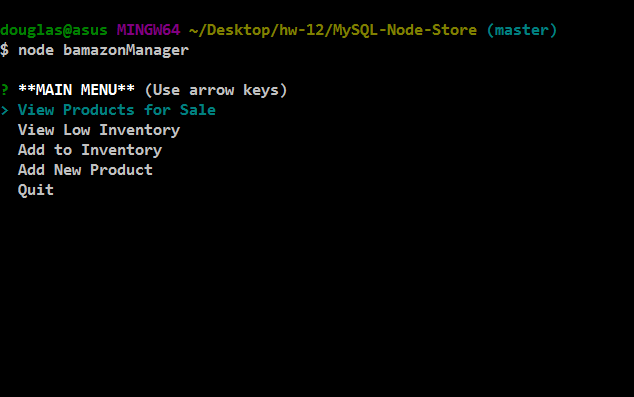 douglas@asus MINGW64 ~/Desktop/hw-12/MySQL-Node-Store (master)
$ node bamazonManager
? **MAIN MENU** (Use arrow keys)
> View Products for Sale
View Low Inventory
Add to Inventory
Add New Product
Quit